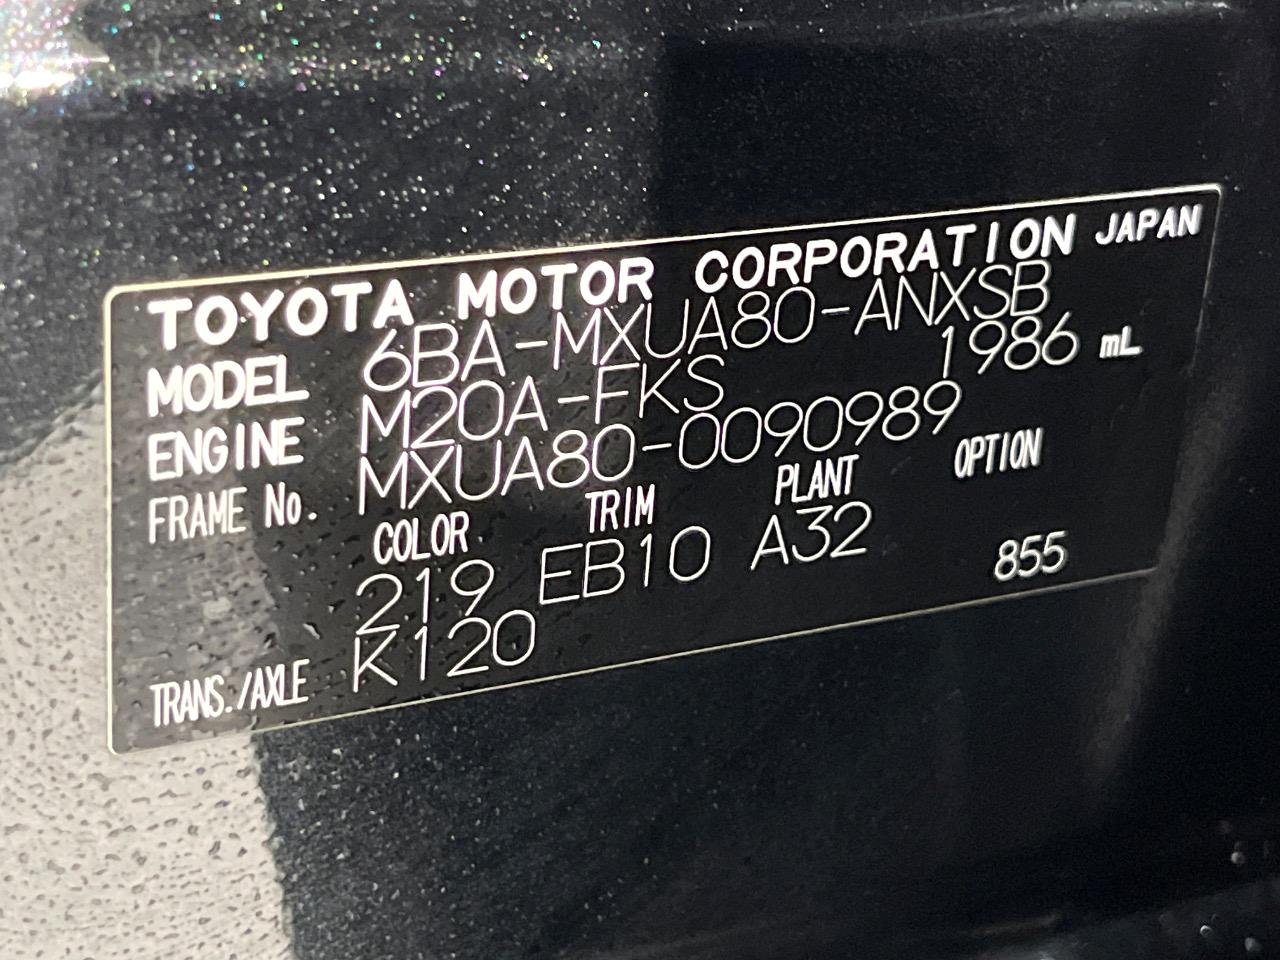 TOYOTA MOTOR CORPORATION JAPAN
MODEL 6BA-MXUA80-ANXSB
ENGINE M20A-FKS 1986 mL
FRAME No. MXUA80-0090989
COLOR TRIM PLANT OPTION
219 EB10 A32 855
TRANS./AXLE K120